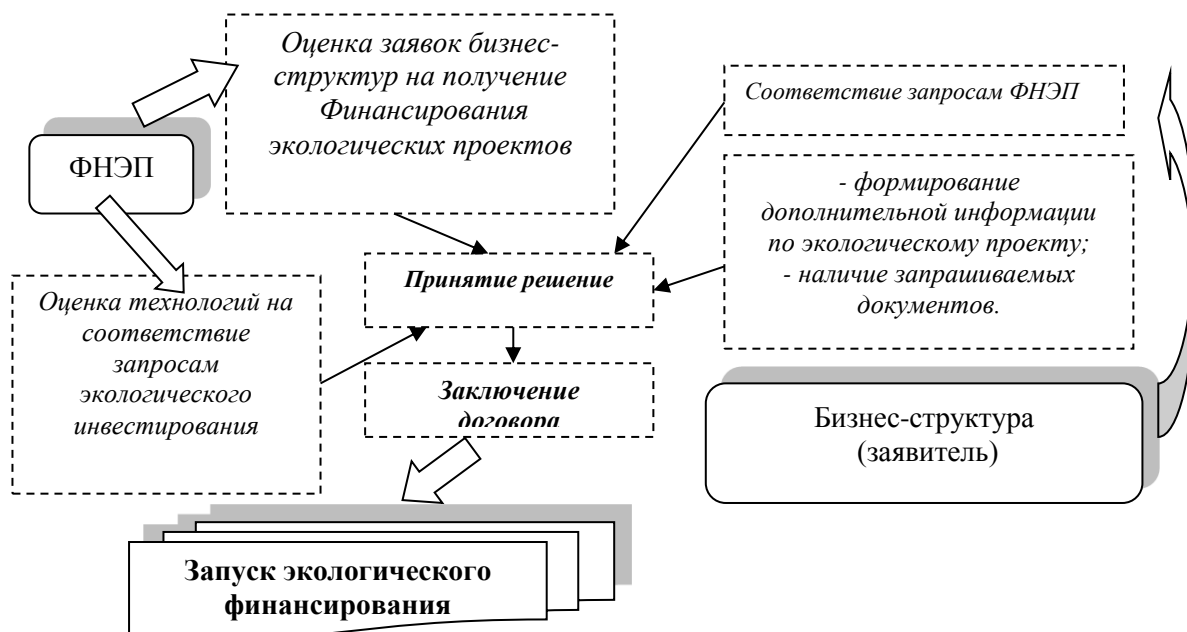 Оценка заявок бизнес-
структур на получение
Финансирования
экологических проектов
Соответствие запросам ФНЭП
ФНЭП
- формирование
дополнительной информации
по экологическому проекту;
- наличие запрашиваемых
документов.
Принятие решение
Оценка технологий на
соответствие
запросам
экологического
инвестирования
Заключение
договора
Бизнес-структура
(заявитель)
Запуск экологического
финансирования